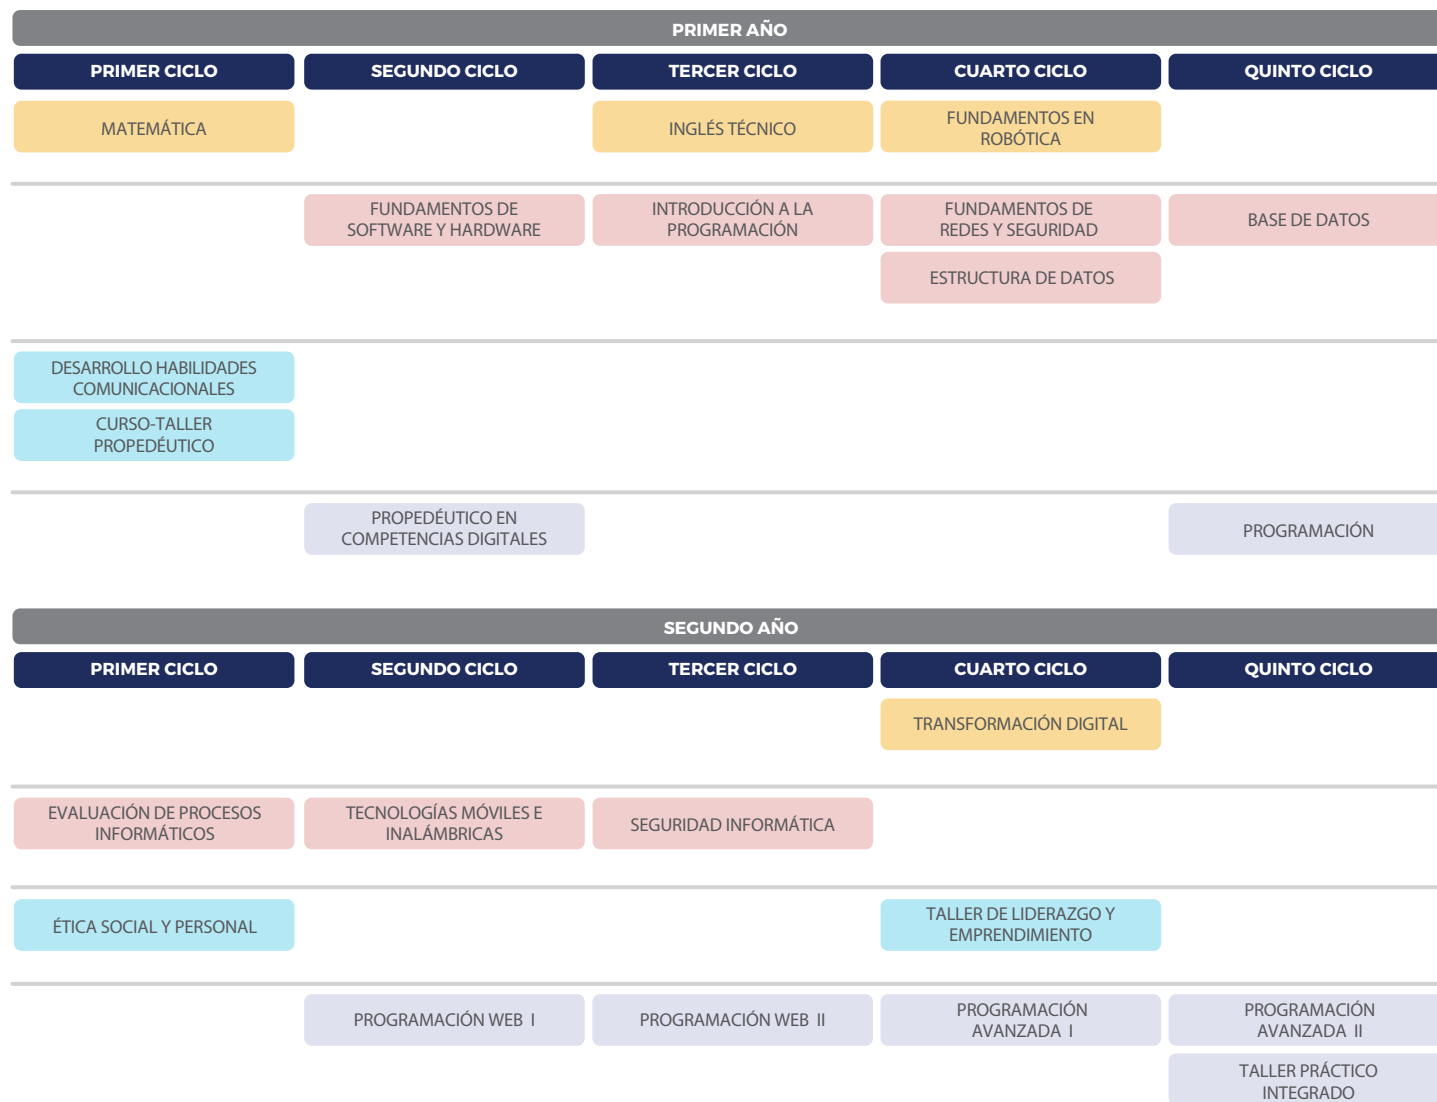 PRIMER AÑO
PRIMER CICLO
SEGUNDO CICLO
TERCER CICLO
CUARTO CICLO
QUINTO CICLO
MATEMÁTICA
INGLÉS TÉCNICO
FUNDAMENTOS EN
ROBÓTICA
FUNDAMENTOS DE
SOFTWARE Y HARDWARE
INTRODUCCIÓN A LA
PROGRAMACIÓN
FUNDAMENTOS DE
REDES Y SEGURIDAD
BASE DE DATOS
ESTRUCTURA DE DATOS
DESARROLLO HABILIDADES
COMUNICACIONALES
CURSO-TALLER
PROPEDÉUTICO
PROPEDÉUTICO EN
COMPETENCIAS DIGITALES
PROGRAMACIÓN
SEGUNDO AÑO
PRIMER CICLO
SEGUNDO CICLO
TERCER CICLO
CUARTO CICLO
QUINTO CICLO
TRANSFORMACIÓN DIGITAL
EVALUACIÓN DE PROCESOS
INFORMÁTICOS
TECNOLOGÍAS MÓVILES E
INALÁMBRICAS
SEGURIDAD INFORMÁTICA
ÉTICA SOCIAL Y PERSONAL
TALLER DE LIDERAZGO Y
EMPRENDIMIENTO
PROGRAMACIÓN WEB I
PROGRAMACIÓN WEB II
PROGRAMACIÓN
AVANZADA I
PROGRAMACIÓN
AVANZADA II
TALLER PRÁCTICO
INTEGRADO